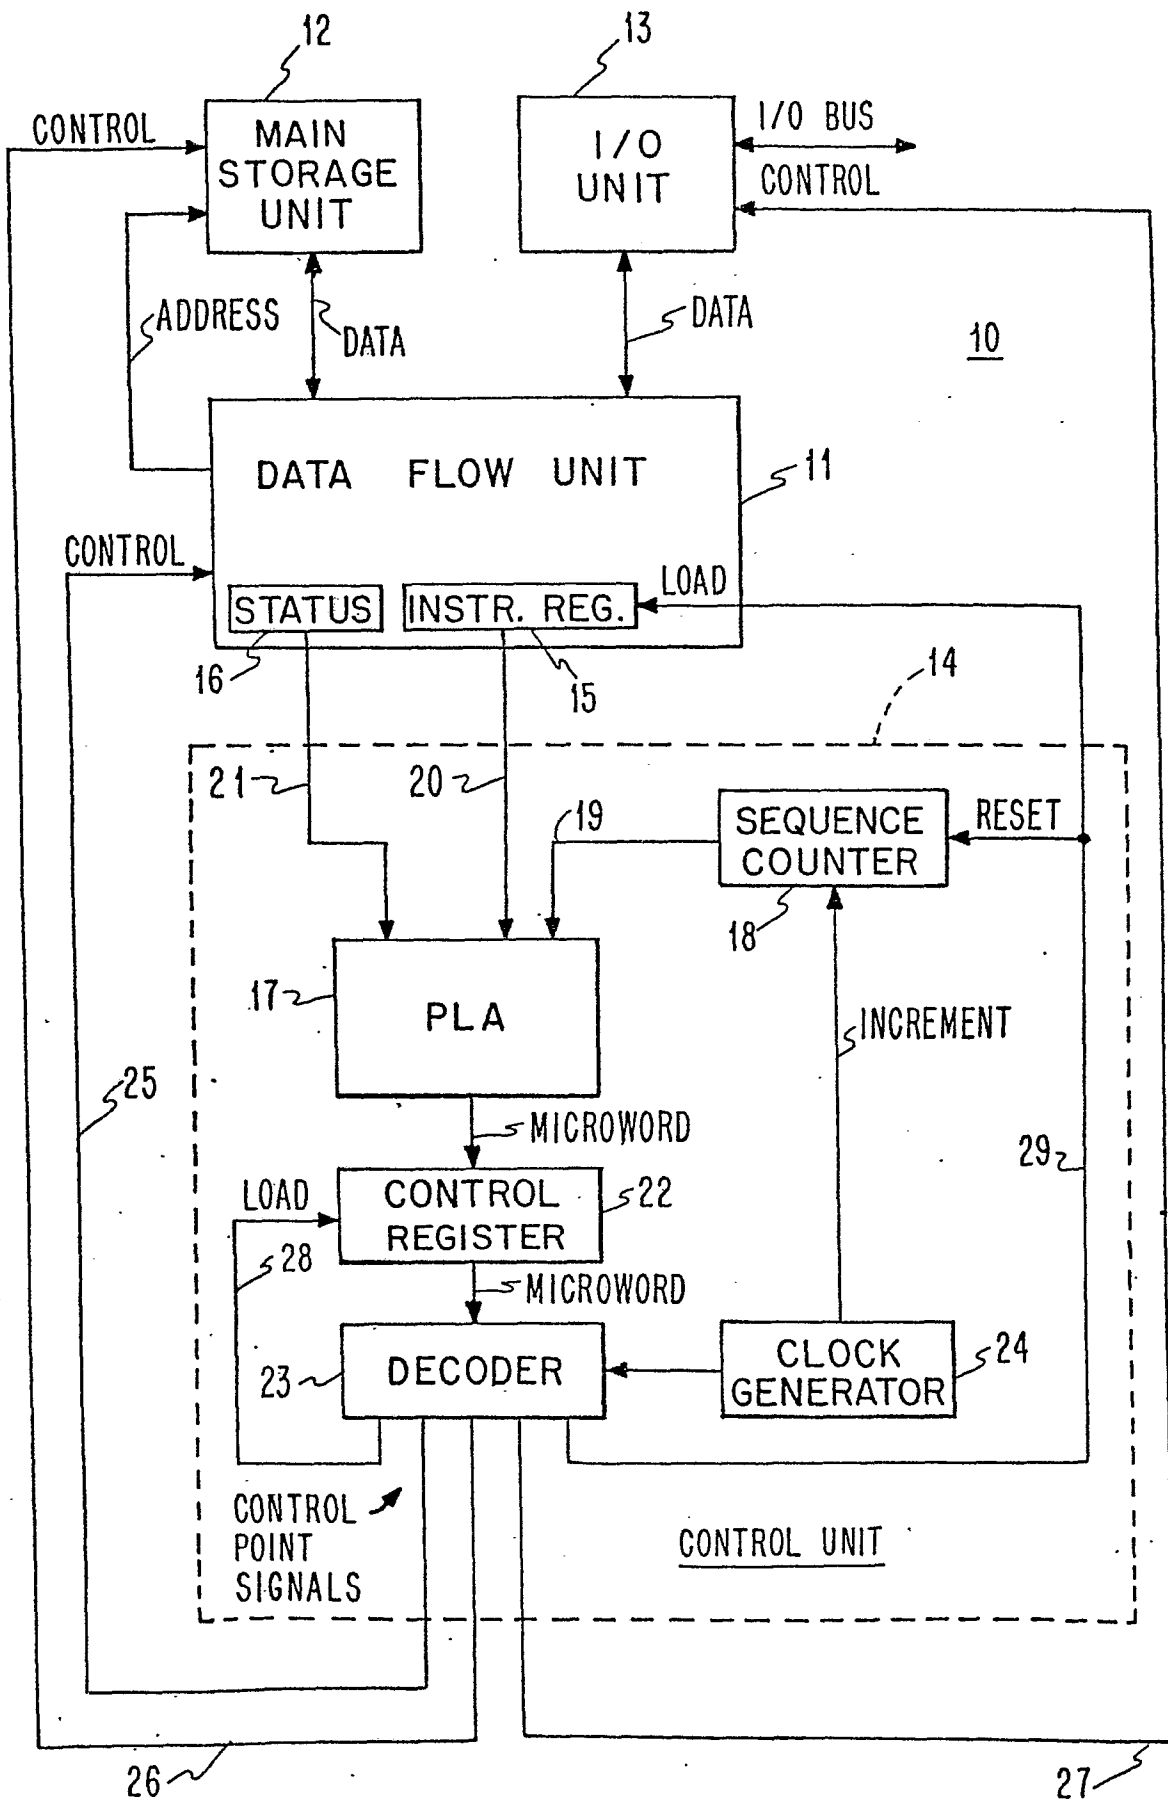 12
13
CONTROL
MAIN
STORAGE
UNIT
I/O
UNIT
I/O BUS
CONTROL
ADDRESS
DATA
DATA
10
DATA FLOW UNIT
11
CONTROL
LOAD
STATUS
INSTR. REG.
16
15
14
21
20
19
SEQUENCE
COUNTER
RESET
18
17
PLA
INCREMENT
25
MICROWORD
29
LOAD
CONTROL
REGISTER
22
28
MICROWORD
23
DECODER
CLOCK
GENERATOR
24
CONTROL
POINT
SIGNALS
CONTROL UNIT
26
27